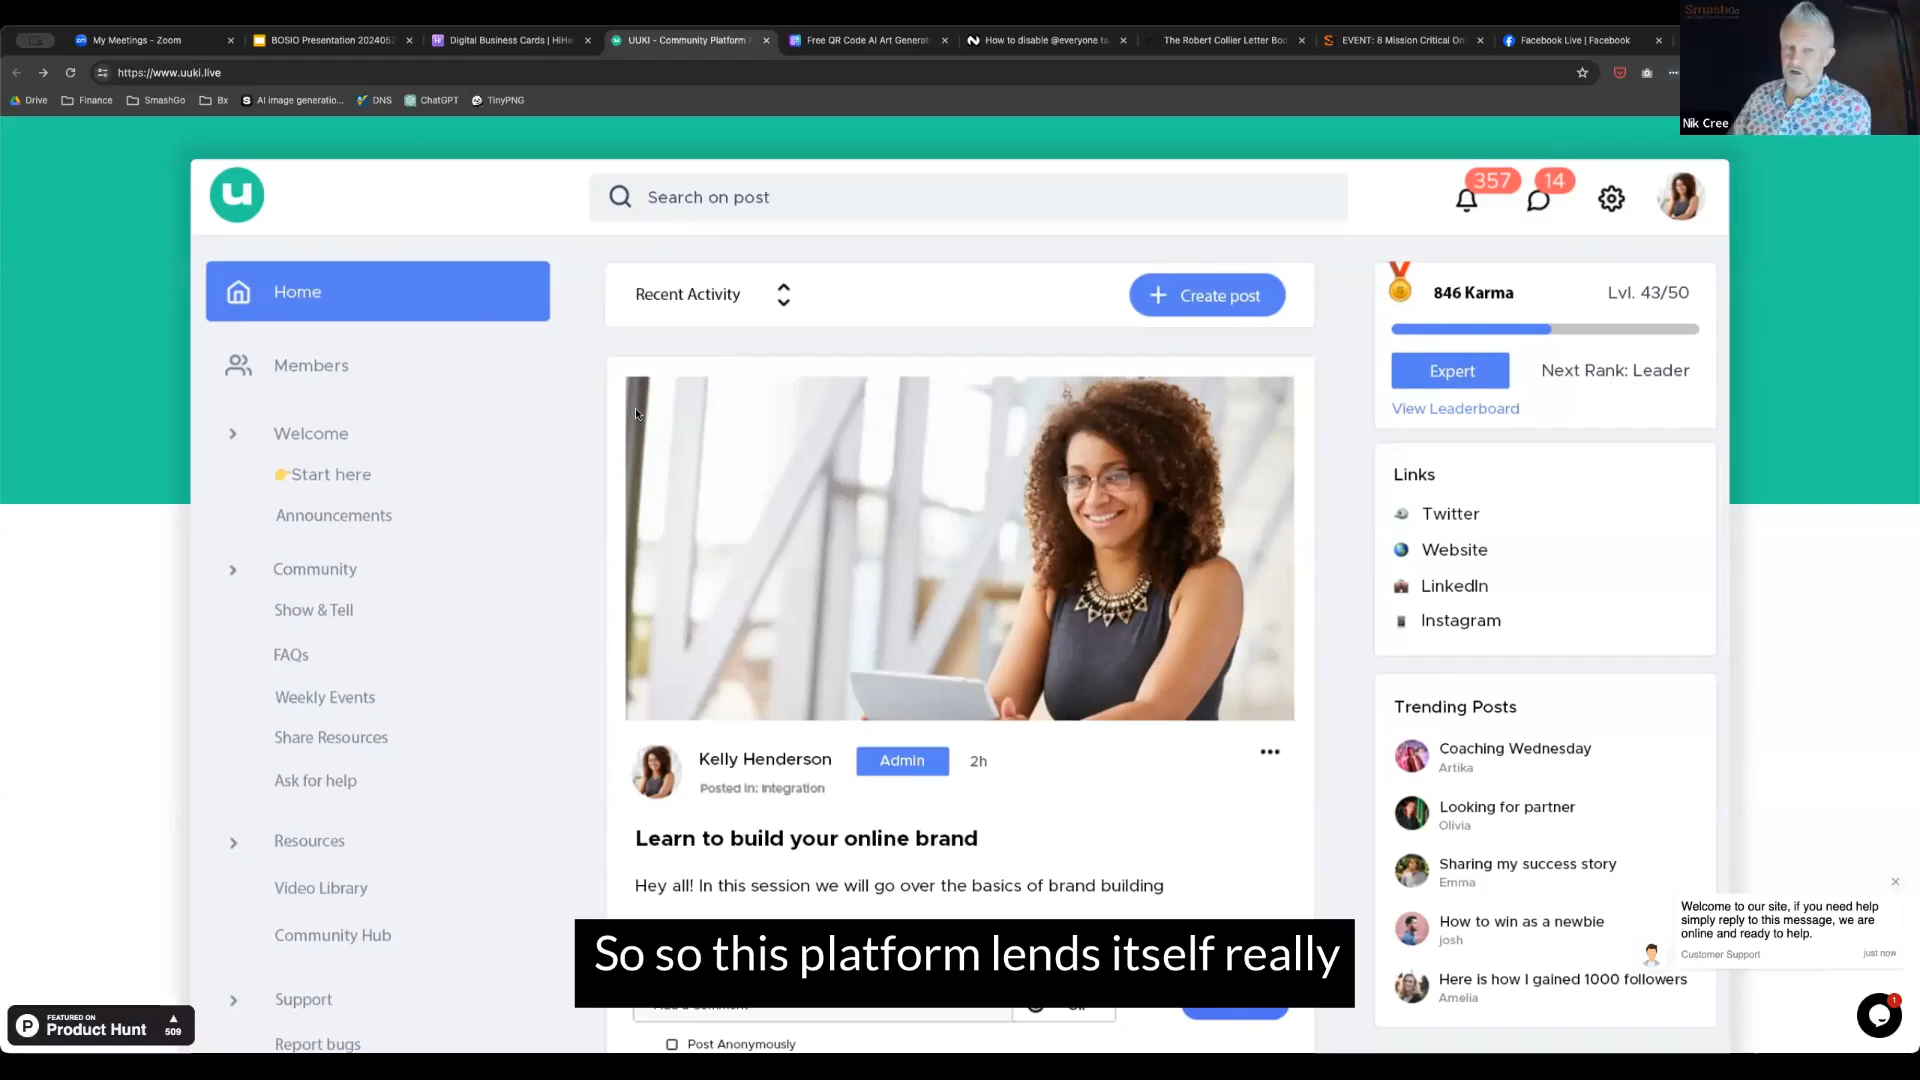 SmashGo
My Meetings - Zoom
BOSIO Presentation 2024052
Digital Business Cards | HiHe
UUKI - Community Platform
Free QR Code AI Art Generat
How to disable @everyone ta
The Robert Collier Letter Boo
EVENT: 8 Mission Critical On
Facebook Live | Facebook
https://www.uuki.live
Drive
Finance
SmashGo
Bx
AI image generatio...
DNS
ChatGPT
TinyPNG
Nik Cree
u
Search on post
357
14
Home
Members
Welcome
👉Start here
Announcements
Community
Show & Tell
FAQs
Weekly Events
Share Resources
Ask for help
Resources
Video Library
Community Hub
Support
Report bugs
Recent Activity
+ Create post
Kelly Henderson
Admin
2h
Posted in: Integration
Learn to build your online brand
Hey all! In this session we will go over the basics of brand building
So so this platform lends itself really
Post Anonymously
846 Karma
Lvl. 43/50
Expert
Next Rank: Leader
View Leaderboard
Links
Twitter
Website
LinkedIn
Instagram
Trending Posts
Coaching Wednesday
Artika
Looking for partner
Olivia
Sharing my success story
Emma
How to win as a newbie
josh
Here is how I gained 1000 followers
Amelia
Welcome to our site, if you need help
simply reply to this message, we are
online and ready to help.
Customer Support
just now
1
P
FEATURED ON
Product Hunt
509